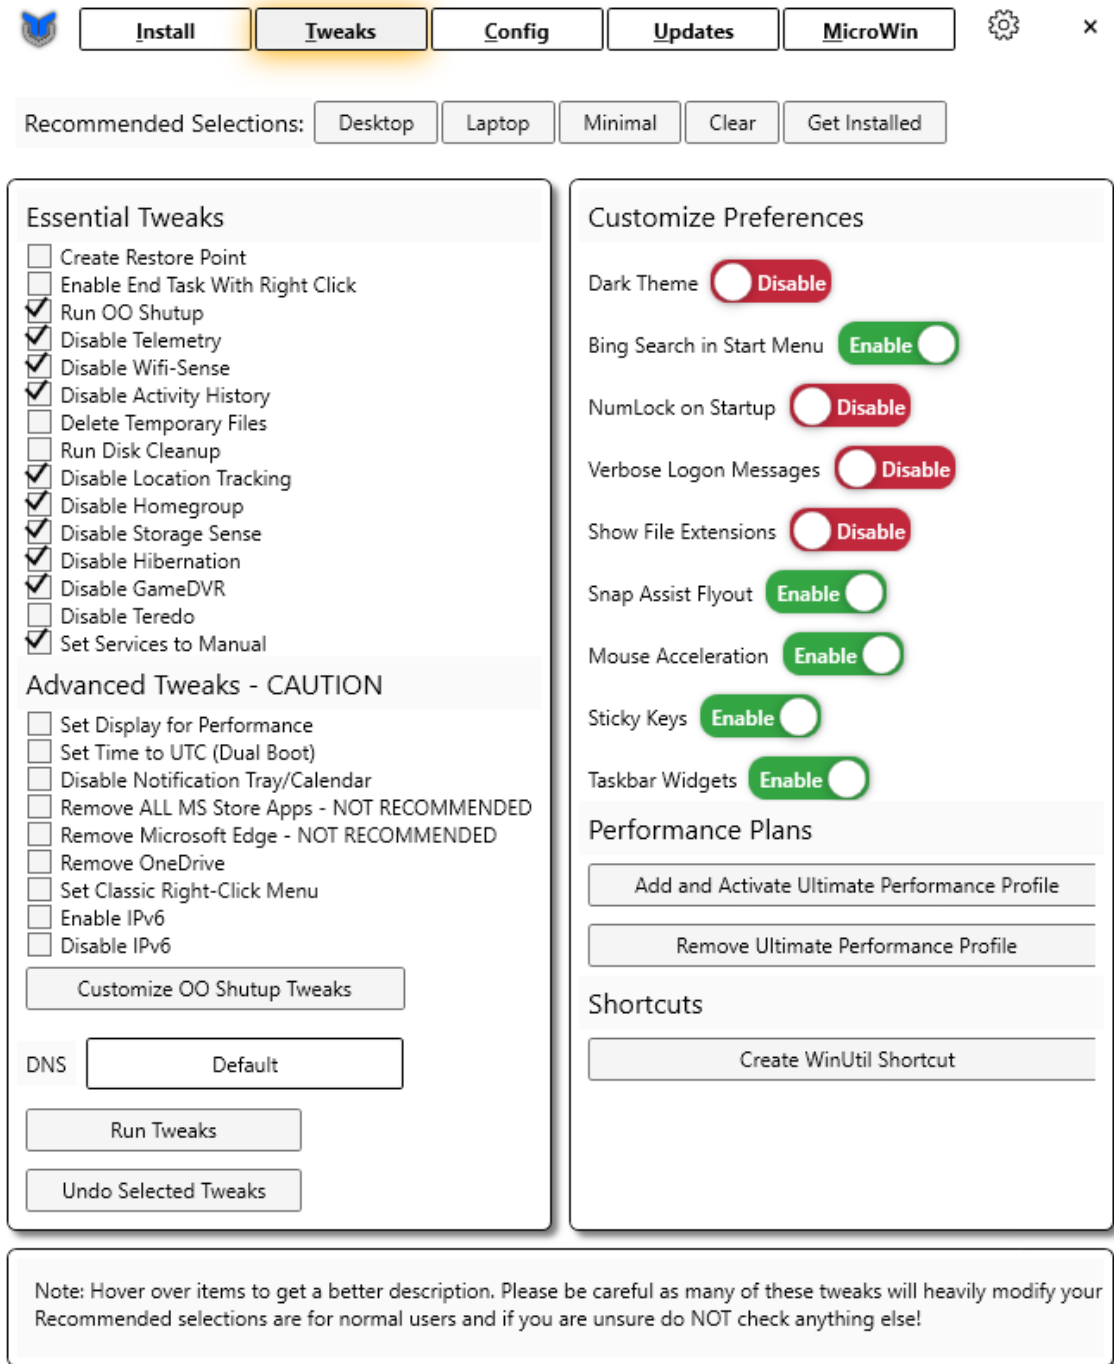 Install Tweaks Config Updates MicroWin ×
Recommended Selections: Desktop Laptop Minimal Clear Get Installed
Essential Tweaks
Create Restore Point
Enable End Task With Right Click
Run OO Shutup
Disable Telemetry
Disable Wifi-Sense
Disable Activity History
Delete Temporary Files
Run Disk Cleanup
Disable Location Tracking
Disable Homegroup
Disable Storage Sense
Disable Hibernation
Disable GameDVR
Disable Teredo
Set Services to Manual
Advanced Tweaks - CAUTION
Set Display for Performance
Set Time to UTC (Dual Boot)
Disable Notification Tray/Calendar
Remove ALL MS Store Apps - NOT RECOMMENDED
Remove Microsoft Edge - NOT RECOMMENDED
Remove OneDrive
Set Classic Right-Click Menu
Enable IPv6
Disable IPv6
Customize OO Shutup Tweaks
DNS Default
Run Tweaks
Undo Selected Tweaks
Customize Preferences
Dark Theme Disable
Bing Search in Start Menu Enable
NumLock on Startup Disable
Verbose Logon Messages Disable
Show File Extensions Disable
Snap Assist Flyout Enable
Mouse Acceleration Enable
Sticky Keys Enable
Taskbar Widgets Enable
Performance Plans
Add and Activate Ultimate Performance Profile
Remove Ultimate Performance Profile
Shortcuts
Create WinUtil Shortcut
Note: Hover over items to get a better description. Please be careful as many of these tweaks will heavily modify your
Recommended selections are for normal users and if you are unsure do NOT check anything else!